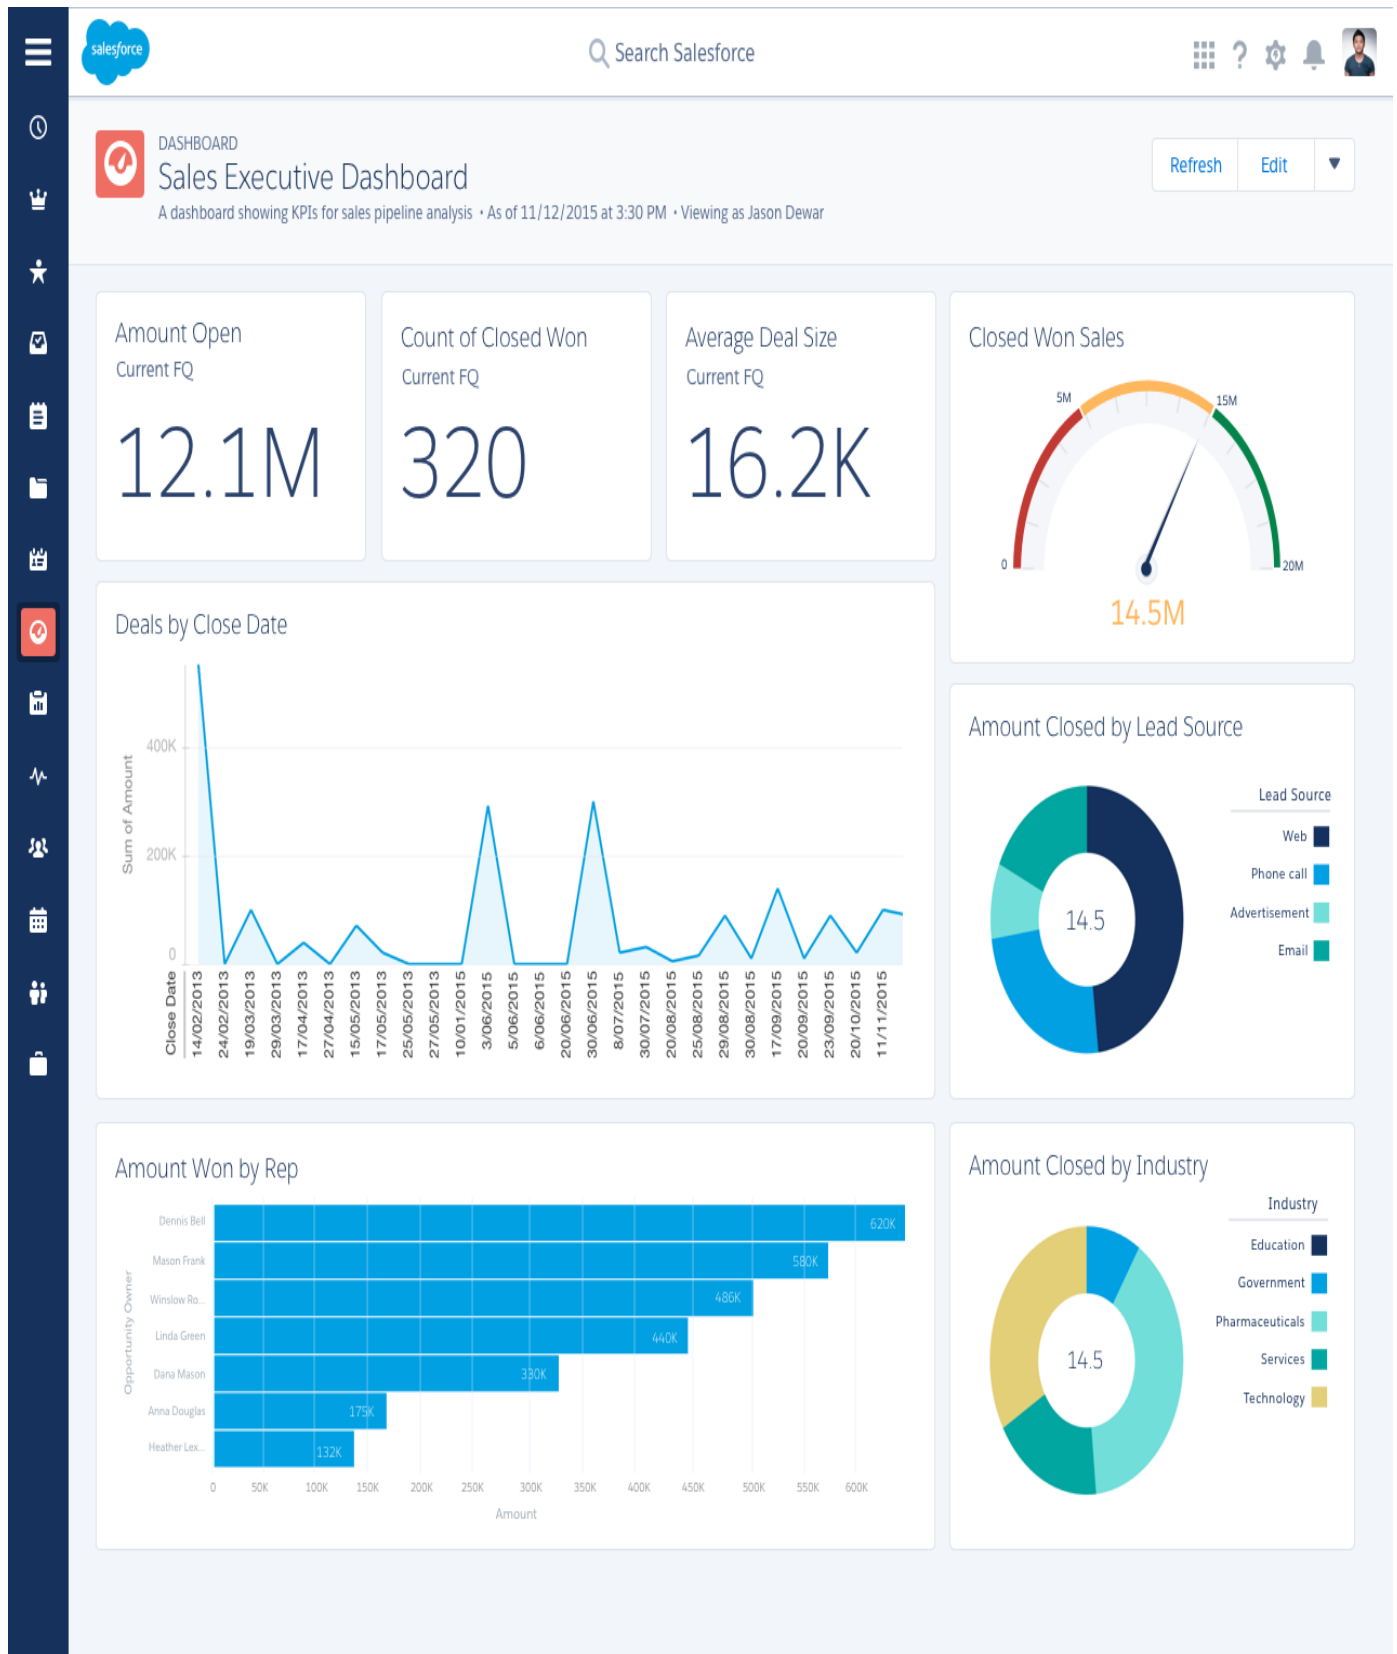 salesforce
Search Salesforce
DASHBOARD
Sales Executive Dashboard
A dashboard showing KPIs for sales pipeline analysis • As of 11/12/2015 at 3:30 PM • Viewing as Jason Dewar
Refresh
Edit
Amount Open
Current FQ
12.1M
Count of Closed Won
Current FQ
320
Average Deal Size
Current FQ
16.2K
Closed Won Sales
0
5M
15M
20M
14.5M
Deals by Close Date
Sum of Amount
400K
200K
0
Close Date
14/02/2013
24/02/2013
19/03/2013
29/03/2013
17/04/2013
27/04/2013
15/05/2013
17/05/2013
25/05/2013
27/05/2013
10/01/2015
3/06/2015
5/06/2015
6/06/2015
20/06/2015
30/06/2015
8/07/2015
30/07/2015
20/08/2015
25/08/2015
29/08/2015
30/08/2015
17/09/2015
20/09/2015
23/09/2015
20/10/2015
11/11/2015
Amount Closed by Lead Source
14.5
Lead Source
Web
Phone call
Advertisement
Email
Amount Won by Rep
Opportunity Owner
Dennis Bell 620K
Mason Frank 580K
Winslow Ro... 486K
Linda Green 440K
Dana Mason 330K
Anna Douglas 175K
Heather Lex... 132K
0 50K 100K 150K 200K 250K 300K 350K 400K 450K 500K 550K 600K
Amount
Amount Closed by Industry
14.5
Industry
Education
Government
Pharmaceuticals
Services
Technology